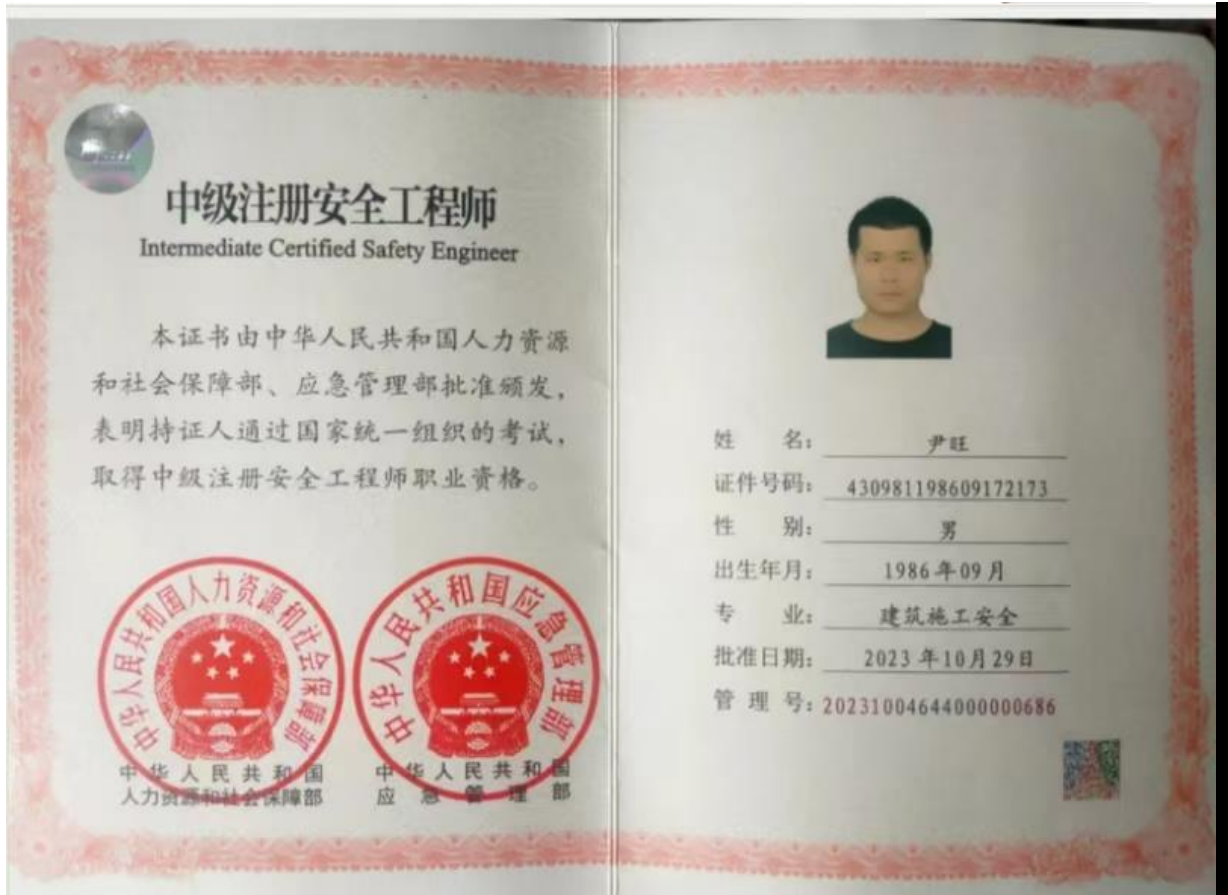 中级注册安全工程师
Intermediate Certified Safety Engineer
本证书由中华人民共和国人力资源
和社会保障部、应急管理部批准颁发,
表明持证人通过国家统一组织的考试,
取得中级注册安全工程师职业资格。
中华人民共和国人力资源和社会保障部
中华人民共和国应急管理部
中华人民共和国
人力资源和社会保障部
中华人民共和国
应急管理部
姓 名: 尹旺
证件号码: 430981198609172173
性 别: 男
出生年月: 1986年09月
专 业: 建筑施工安全
批准日期: 2023年10月29日
管 理 号: 20231004644000000686